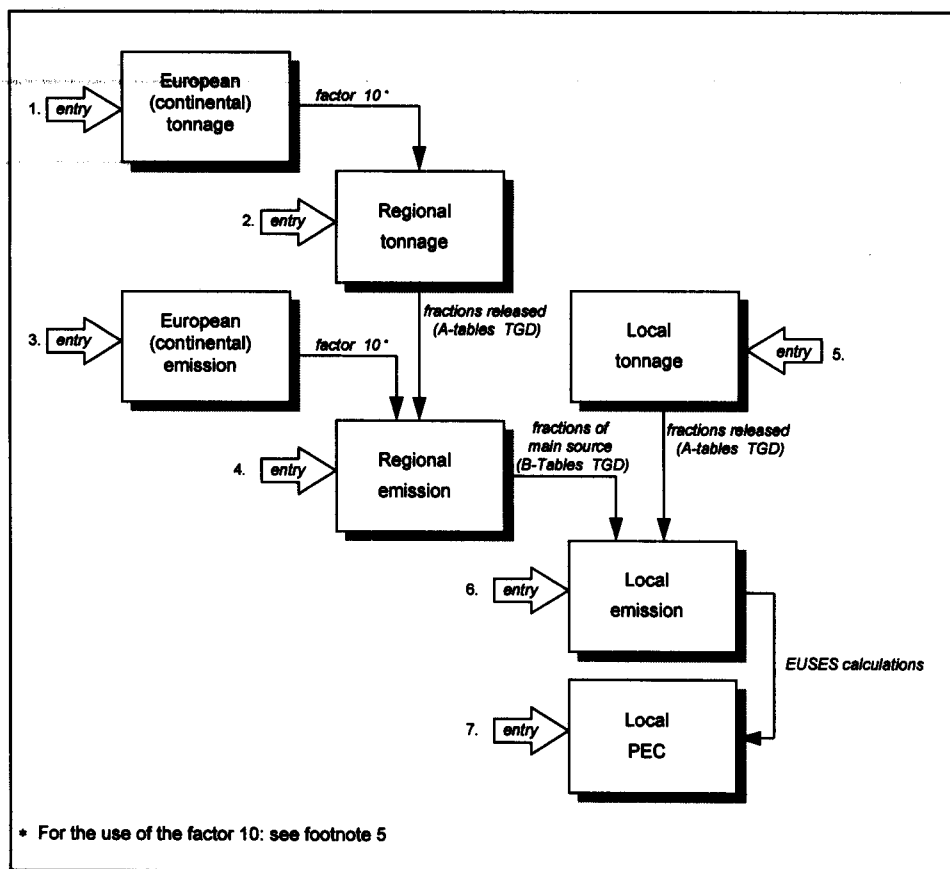 1. entry
European
(continental)
tonnage
factor 10 *
2. entry
Regional
tonnage
fractions released
(A-tables TGD)
3. entry
European
(continental)
emission
factor 10 *
Local
tonnage
entry 5.
fractions of
main source
(B-Tables TGD)
fractions released
(A-tables TGD)
4. entry
Regional
emission
6. entry
Local
emission
EUSES calculations
7. entry
Local
PEC
* For the use of the factor 10: see footnote 5